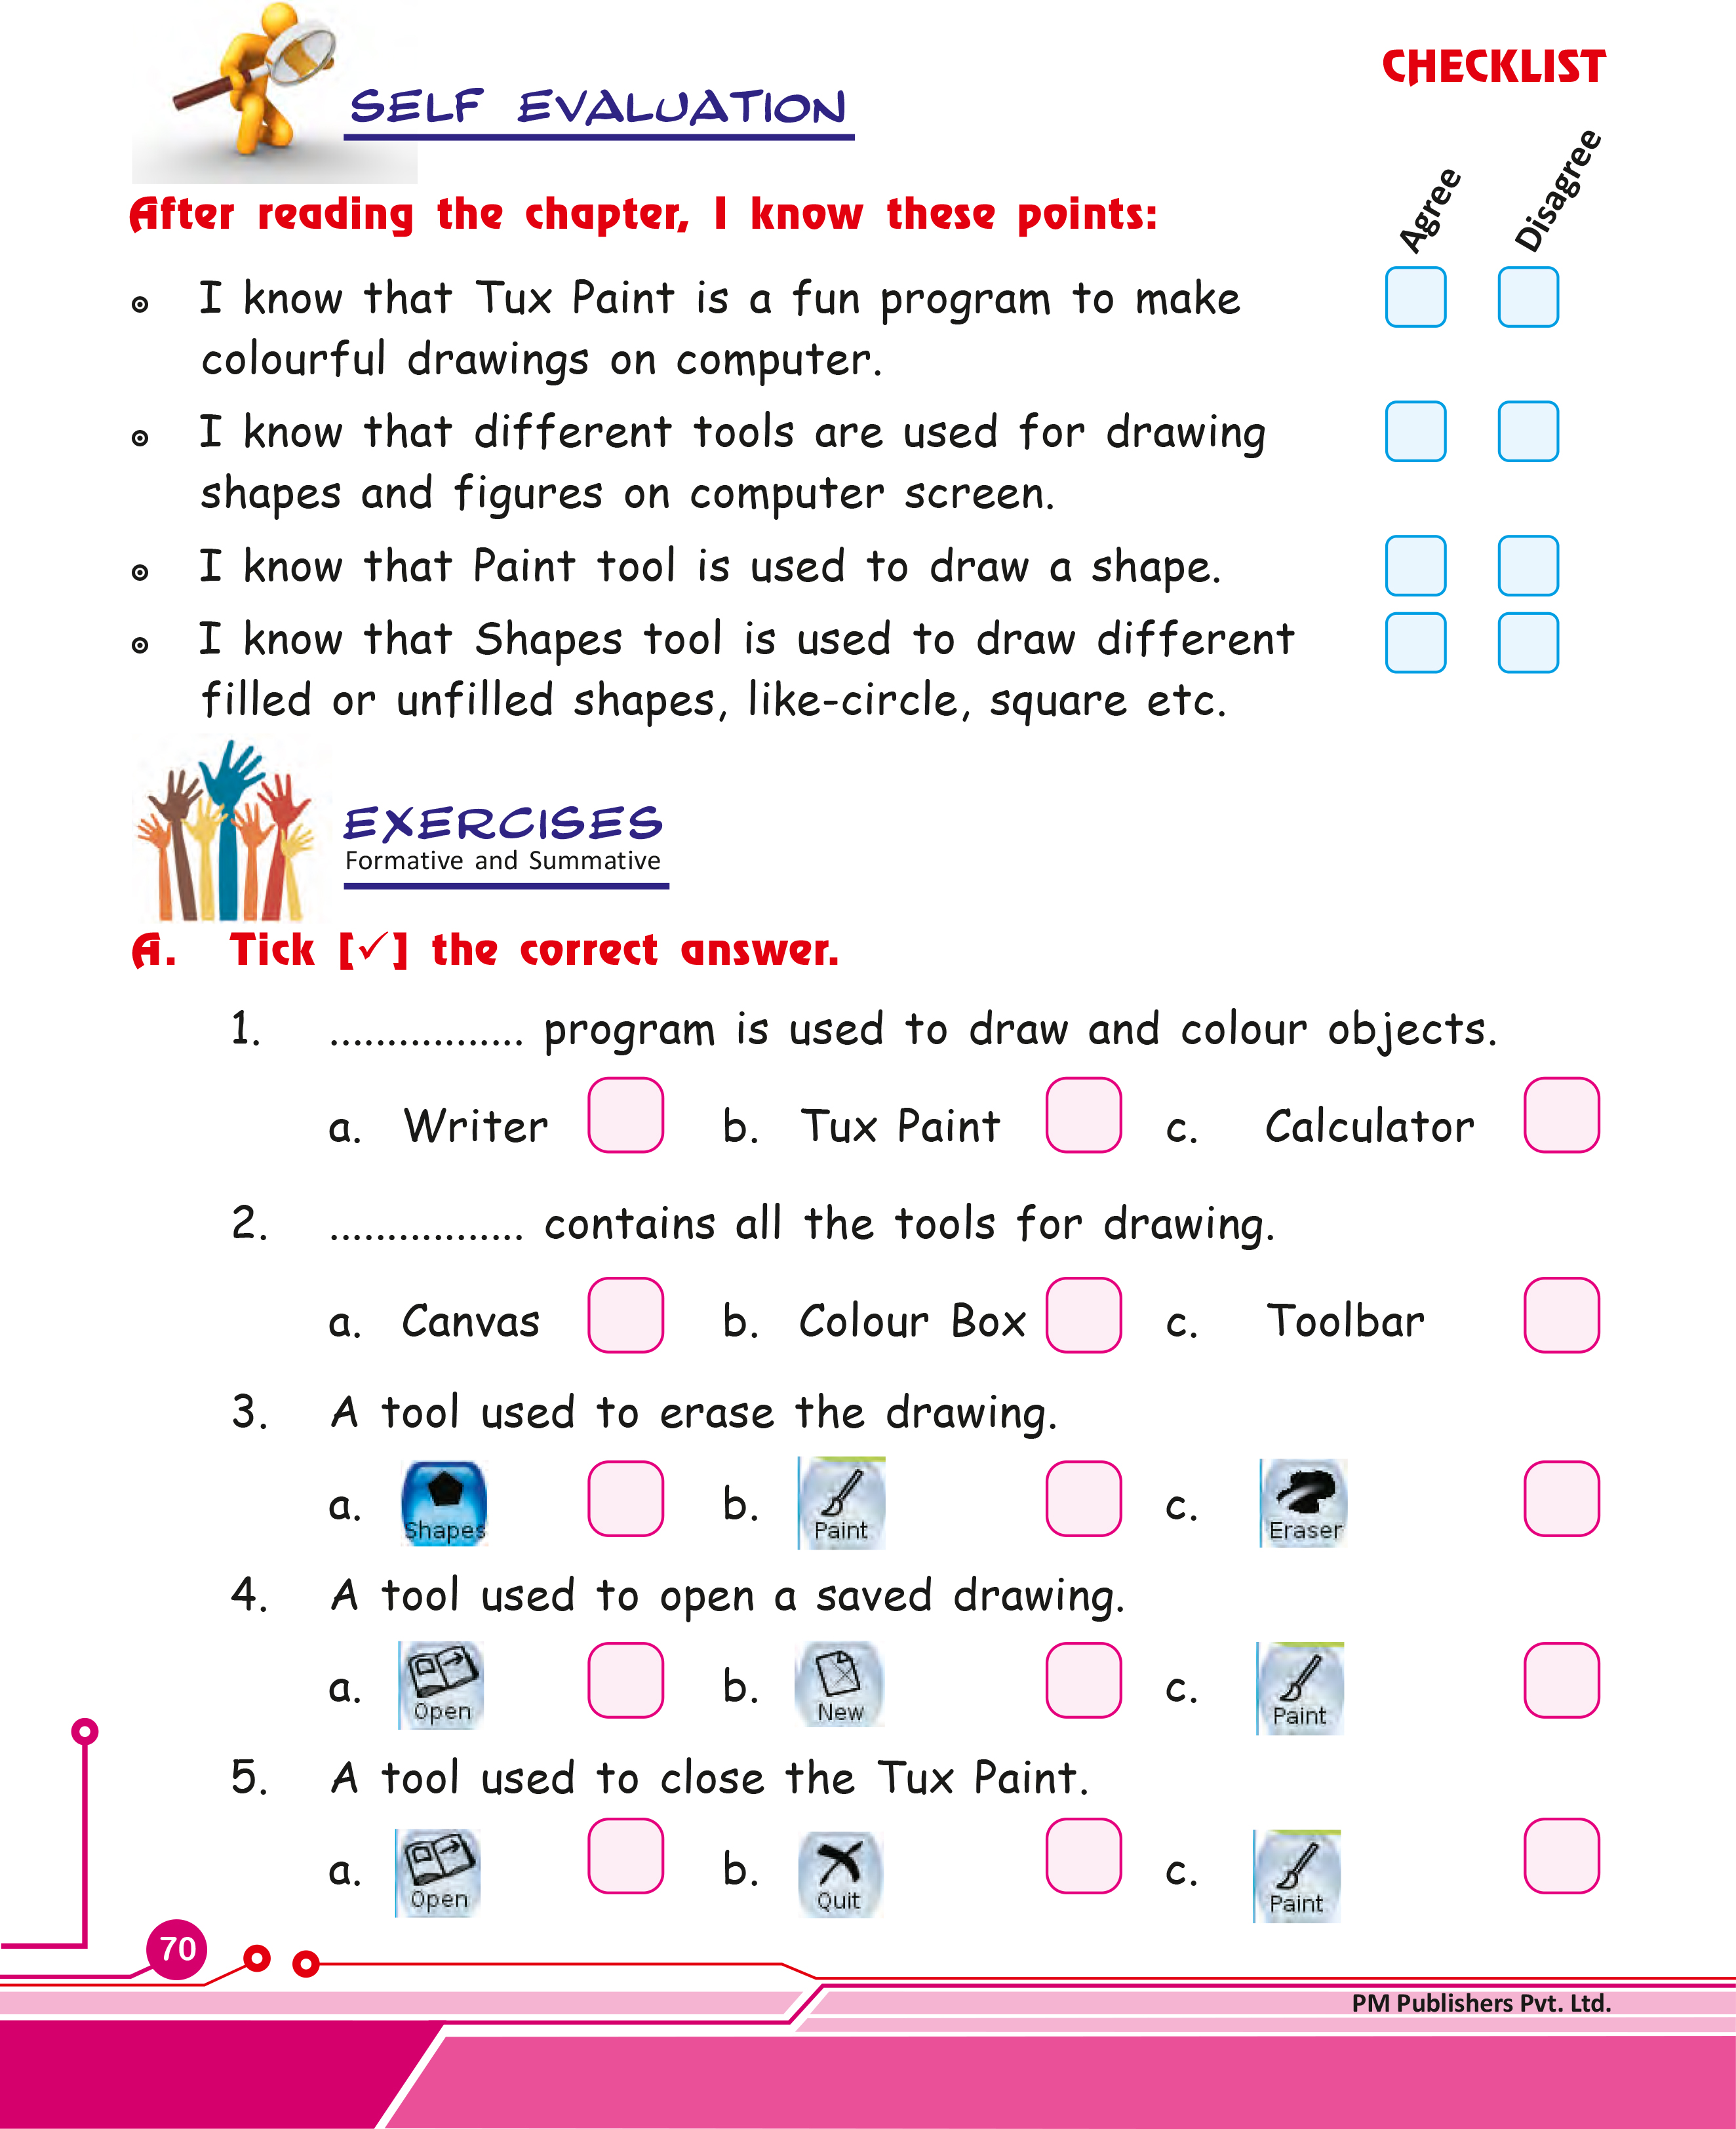 SELF EVALUATION
CHECKLIST
Agree
Disagree
After reading the chapter, I know these points:
I know that Tux Paint is a fun program to make
colourful drawings on computer.
I know that different tools are used for drawing
shapes and figures on computer screen.
I know that Paint tool is used to draw a shape.
I know that Shapes tool is used to draw different
filled or unfilled shapes, like-circle, square etc.
EXERCISES
Formative and Summative
A. Tick [✓] the correct answer.
1. ................. program is used to draw and colour objects.
a. Writer b. Tux Paint c. Calculator
2. ................. contains all the tools for drawing.
a. Canvas b. Colour Box c. Toolbar
3. A tool used to erase the drawing.
a. Shapes b. Paint c. Eraser
4. A tool used to open a saved drawing.
a. Open b. New c. Paint
5. A tool used to close the Tux Paint.
a. Open b. Quit c. Paint
70
PM Publishers Pvt. Ltd.